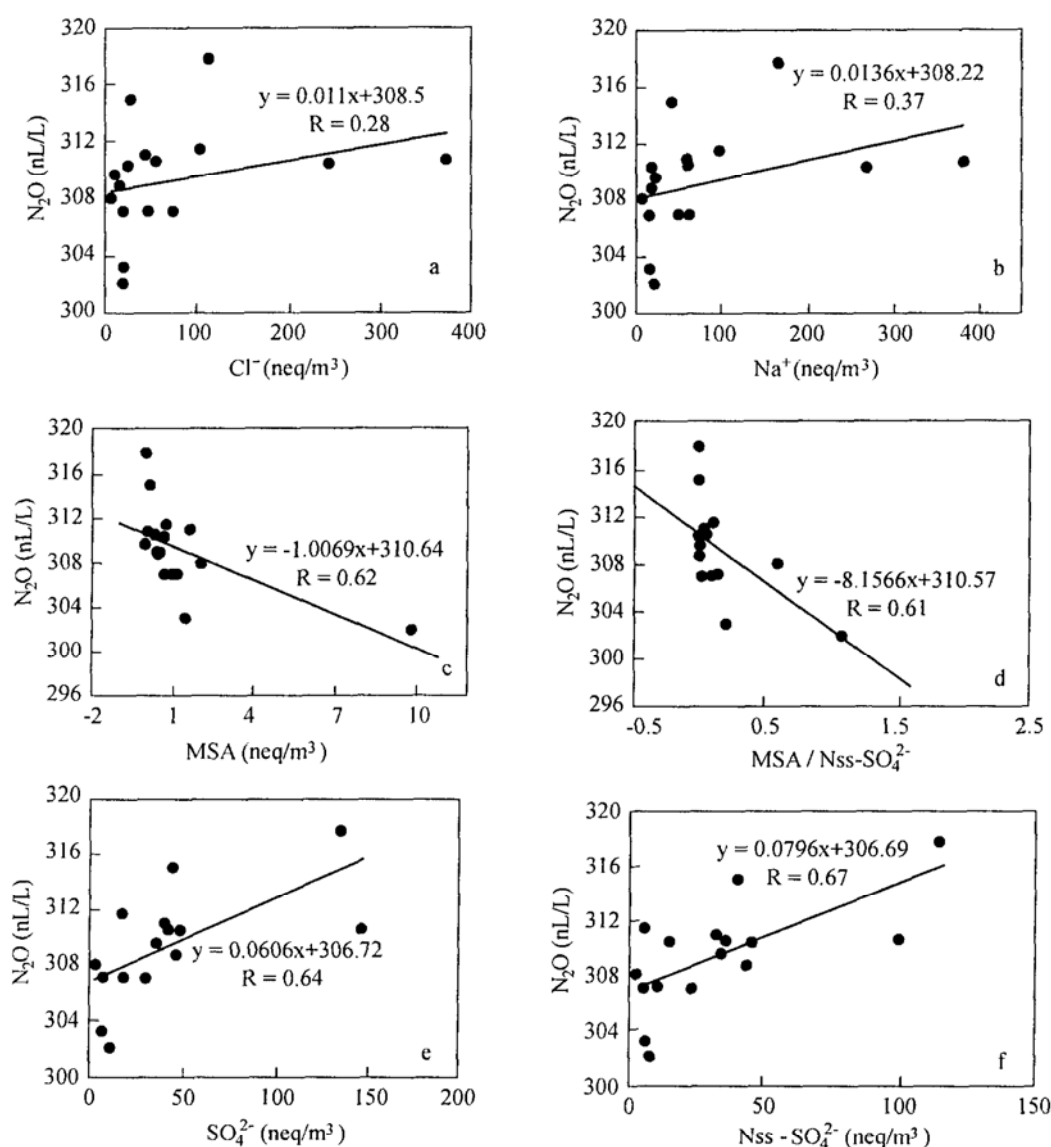 320
316
312
308
304
300
N₂O (nL/L)
y = 0.011x+308.5
R = 0.28
a
0
100
200
300
400
Cl⁻ (neq/m³)
320
316
312
308
304
300
N₂O (nL/L)
y = 0.0136x+308.22
R = 0.37
b
0
100
200
300
400
Na⁺ (neq/m³)
320
316
312
308
304
300
296
N₂O (nL/L)
y = -1.0069x+310.64
R = 0.62
c
-2
1
4
7
10
MSA (neq/m³)
320
316
312
308
304
300
296
N₂O (nL/L)
y = -8.1566x+310.57
R = 0.61
d
-0.5
0.5
1.5
2.5
MSA / Nss-SO₄²⁻
320
316
312
308
304
300
N₂O (nL/L)
y = 0.0606x+306.72
R = 0.64
e
0
50
100
150
200
SO₄²⁻ (neq/m³)
320
316
312
308
304
300
N₂O (nL/L)
y = 0.0796x+306.69
R = 0.67
f
0
50
100
150
Nss - SO₄²⁻ (neq/m³)